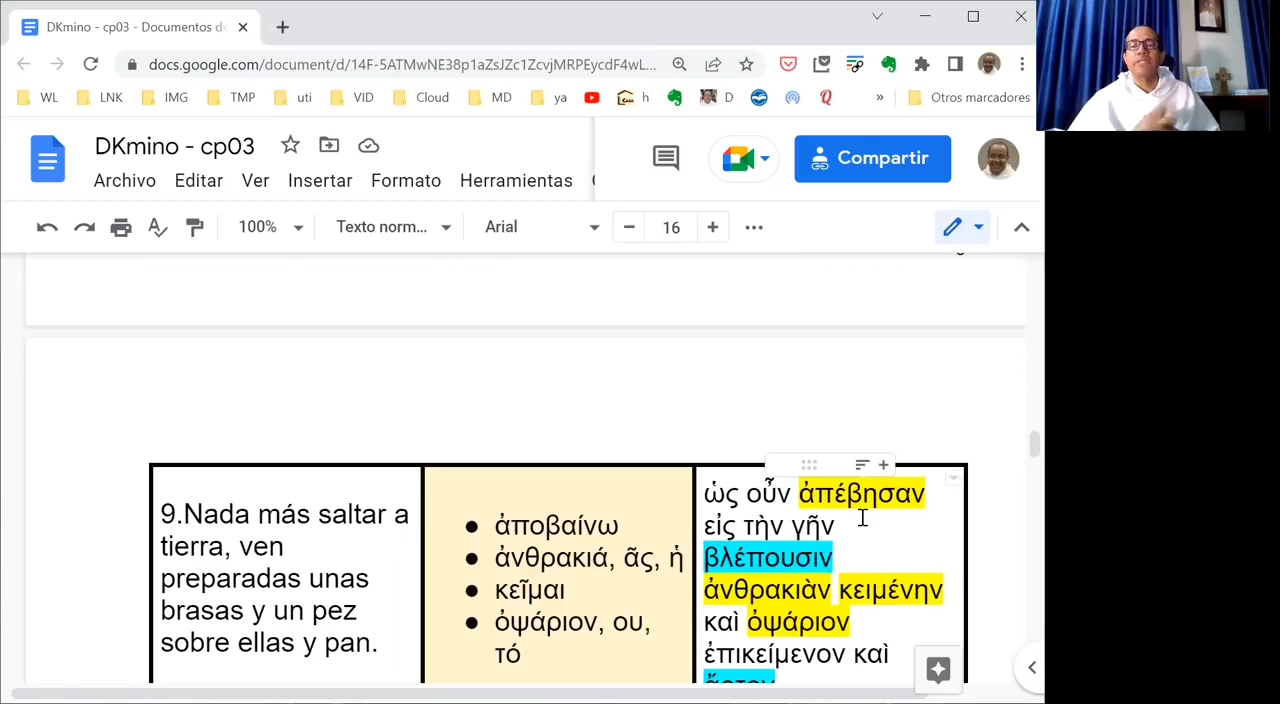 DKmino - cp03 - Documentos de
docs.google.com/document/d/14F-5ATMwNE38p1aZsJZc1ZcvjMRPEycdF4wL...
WL LNK IMG TMP uti VID Cloud MD ya h D » Otros marcadores
DKmino - cp03
Compartir
Archivo Editar Ver Insertar Formato Herramientas
100% Texto norm... Arial 16
9.Nada más saltar a
tierra, ven
preparadas unas
brasas y un pez
sobre ellas y pan.
● ἀποβαίνω
● ἀνθρακιά, ᾶς, ἡ
● κεῖμαι
● ὀψάριον, ου,
τό
ὡς οὖν ἀπέβησαν
εἰς τὴν γῆν
βλέπουσιν
ἀνθρακιὰν κειμένην
καὶ ὀψάριον
ἐπικείμενον καὶ